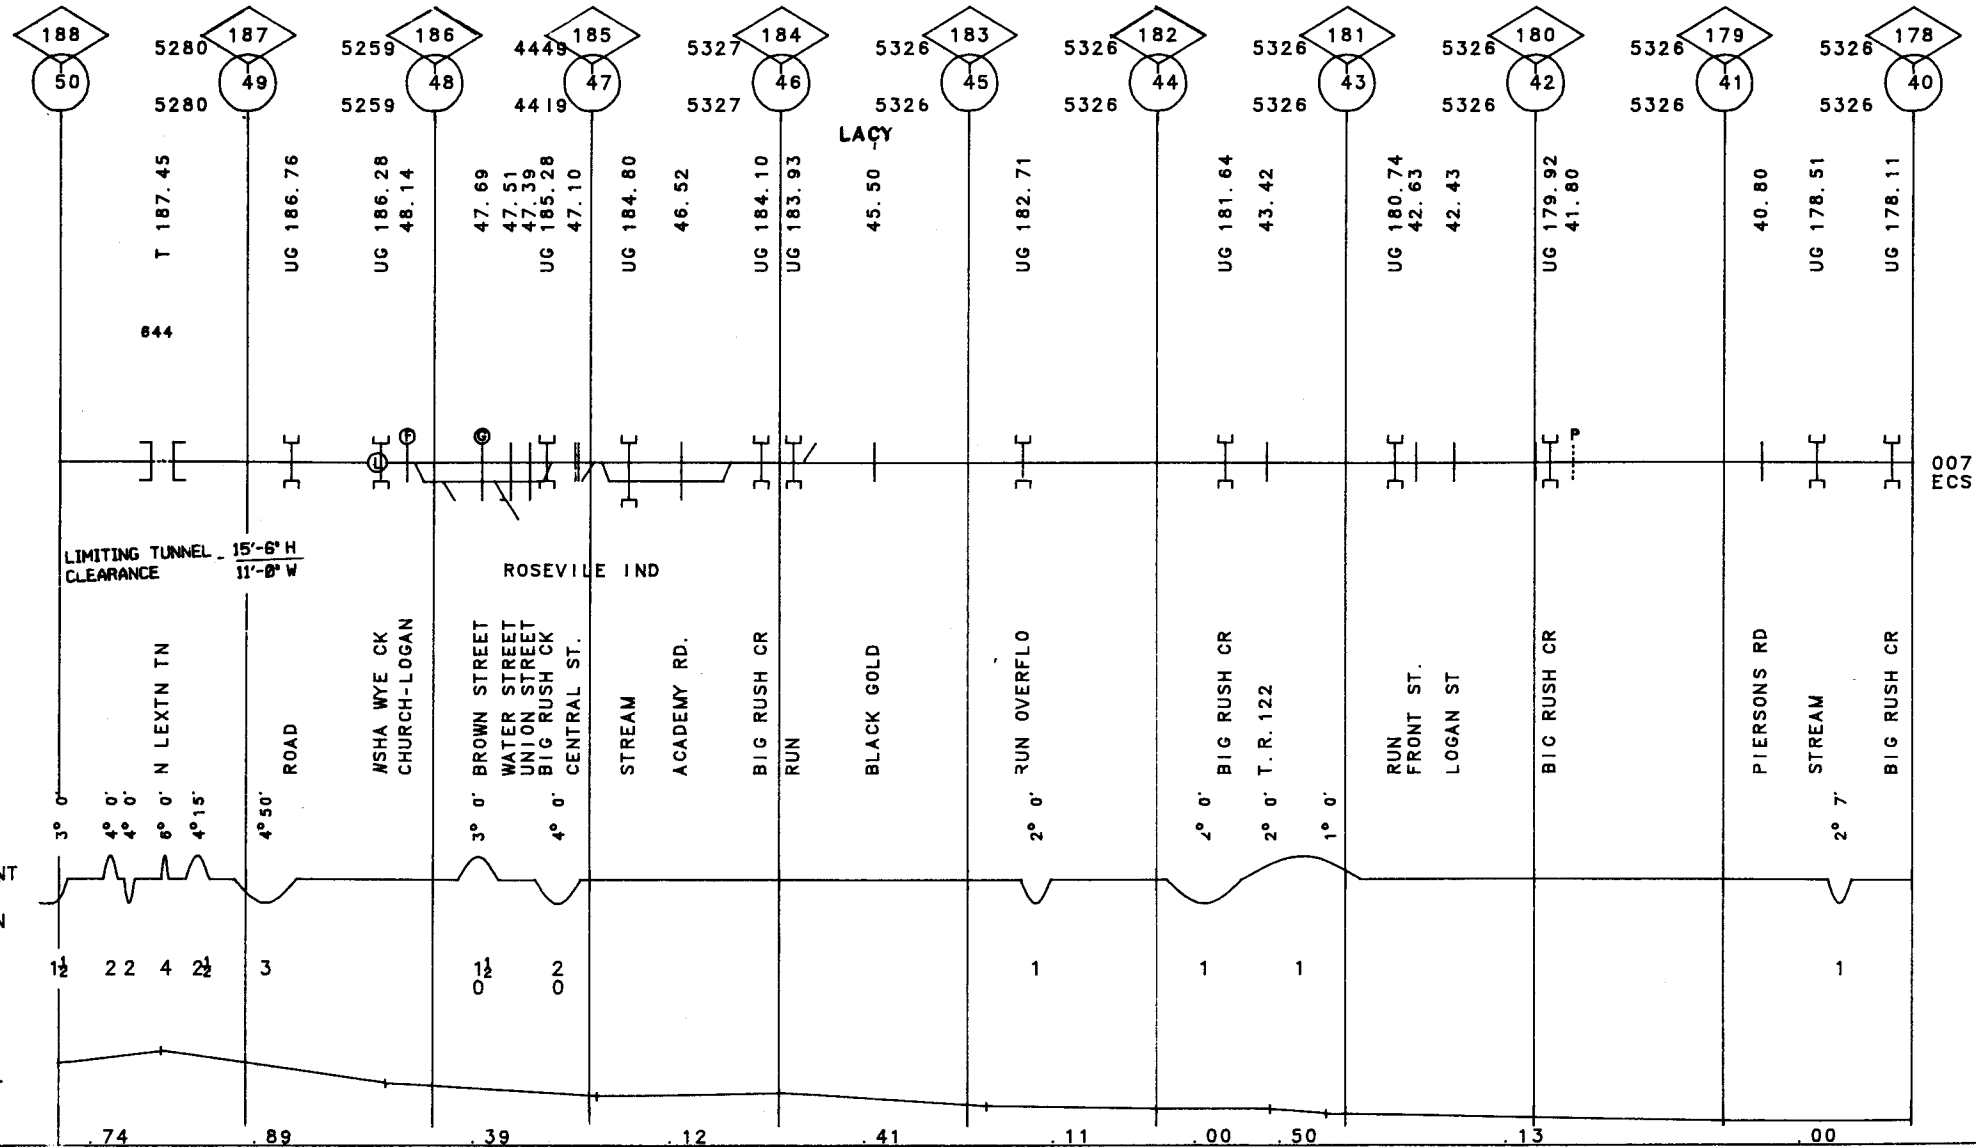 188 187 186 185 184 183 182 181 180 179 178
5280 5259 4449 5327 5326 5326 5326 5326 5326 5326
50 49 48 47 46 45 44 43 42 41 40
5280 5259 4419 5327 5326 5326 5326 5326 5326 5326
LACY
T 187.45
UG 186.76
UG 186.28
48.14
47.69
47.51
47.39
UG 185.28
47.10
UG 184.80
46.52
UG 184.10
UG 183.93
45.50
UG 182.71
UG 181.64
43.42
UG 180.74
42.63
42.43
UG 179.92
41.80
40.80
UG 178.51
UG 178.11
644
F
G
L
P
007
ECS
LIMITING TUNNEL - 15'-6" H
CLEARANCE 11'-0" W
ROSEVILE IND
N LEXTN TN
ROAD
WSHA WYE CK
CHURCH-LOGAN
BROWN STREET
WATER STREET
UNION STREET
BIG RUSH CK
CENTRAL ST.
STREAM
ACADEMY RD.
BIG RUSH CR
RUN
BLACK GOLD
RUN OVERFLO
BIG RUSH CR
T.R. 122
RUN
FRONT ST.
LOGAN ST
BIC RUSH CR
PIERSONS RD
STREAM
BIG RUSH CR
3° 0'
4° 0'
4° 0'
6° 0'
4°15'
4°50'
3° 0'
4° 0'
2° 0'
2° 0'
1° 0'
2° 7'
NT
N
1½ 2 2 4 2½ 3 1½ 2 1 1 1 1
0 0
.74 .89 .39 .12 .41 .11 .00 .50 .13 .00